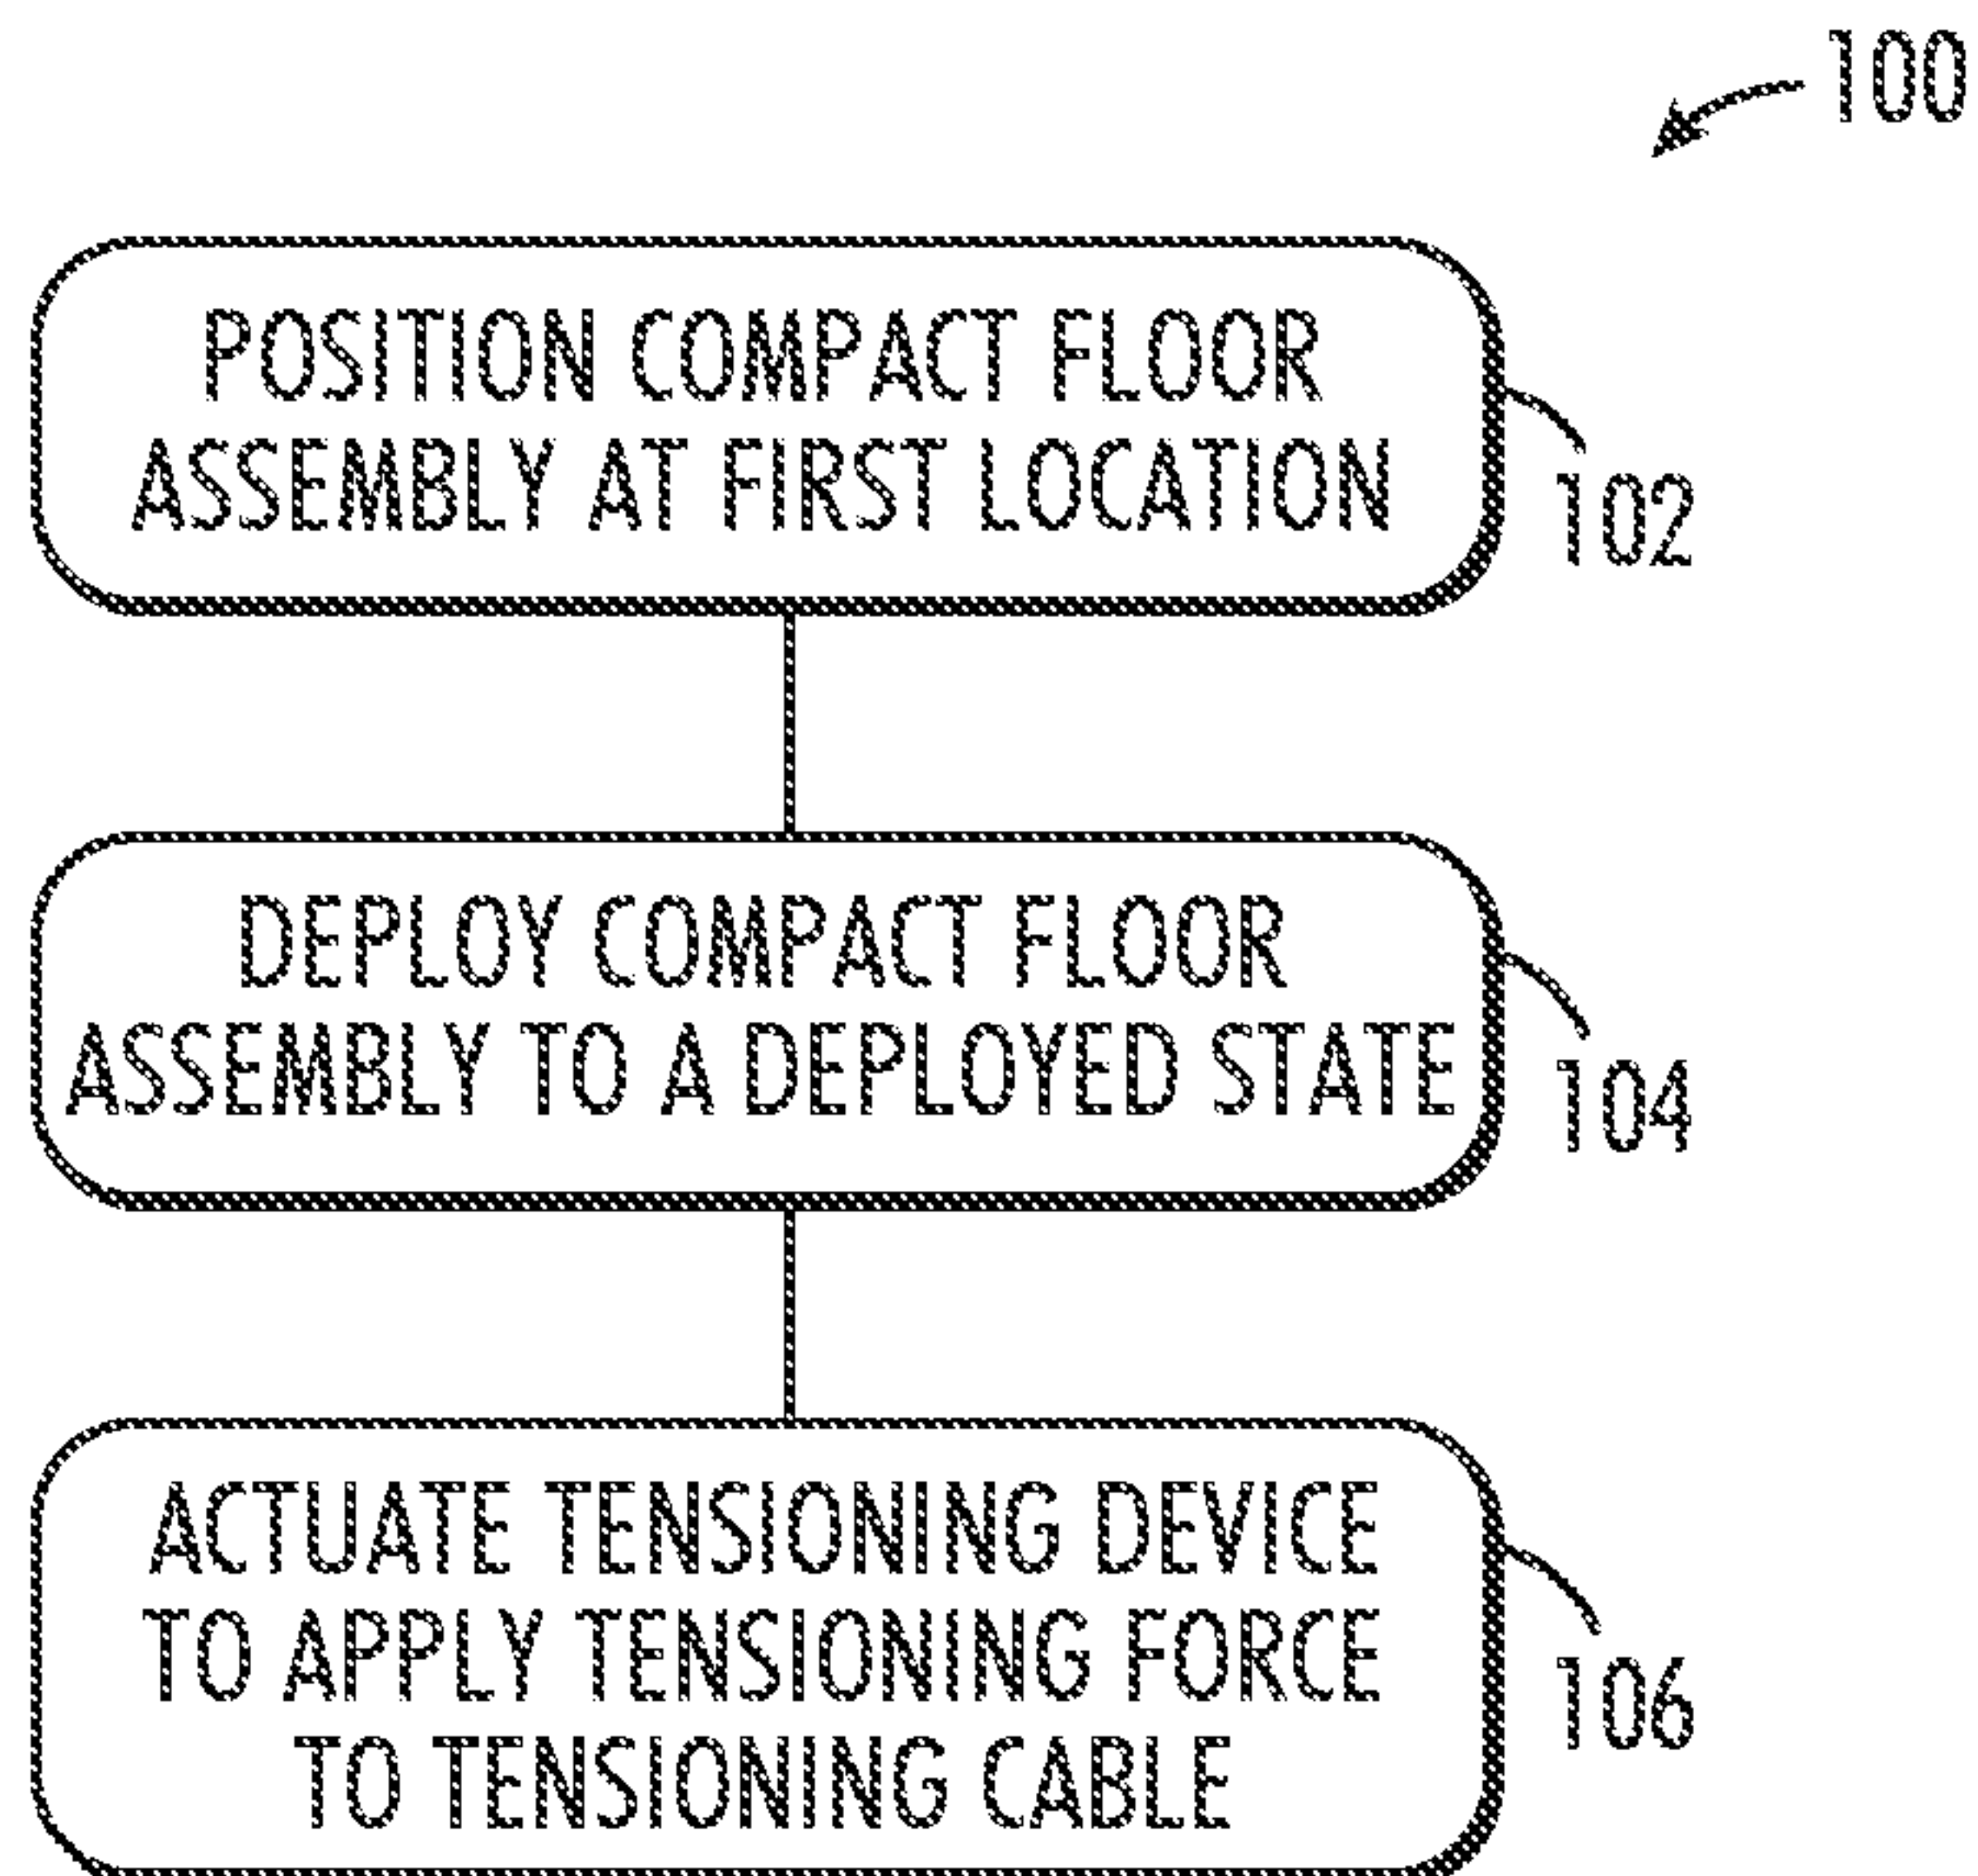 100
POSITION COMPACT FLOOR
ASSEMBLY AT FIRST LOCATION
102
DEPLOY COMPACT FLOOR
ASSEMBLY TO A DEPLOYED STATE
104
ACTUATE TENSIONING DEVICE
TO APPLY TENSIONING FORCE
TO TENSIONING CABLE
106